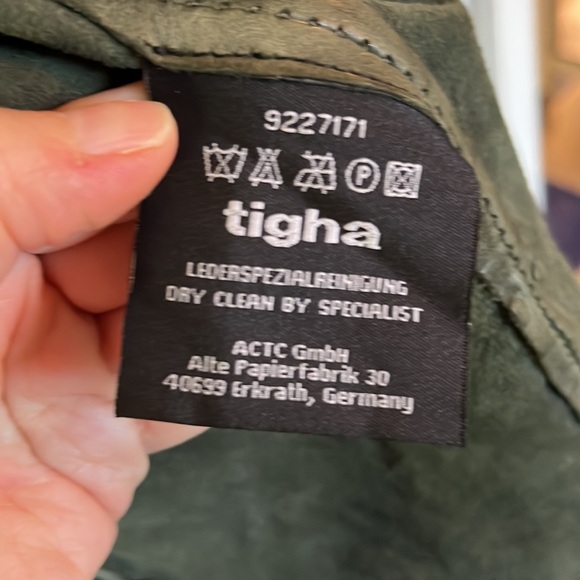 9227171
P
tigha
LEDERSPEZIALREINIGUNG
DRY CLEAN BY SPECIALIST
ACTC GmbH
Alte Papierfabrik 30
40699 Erkrath, Germany